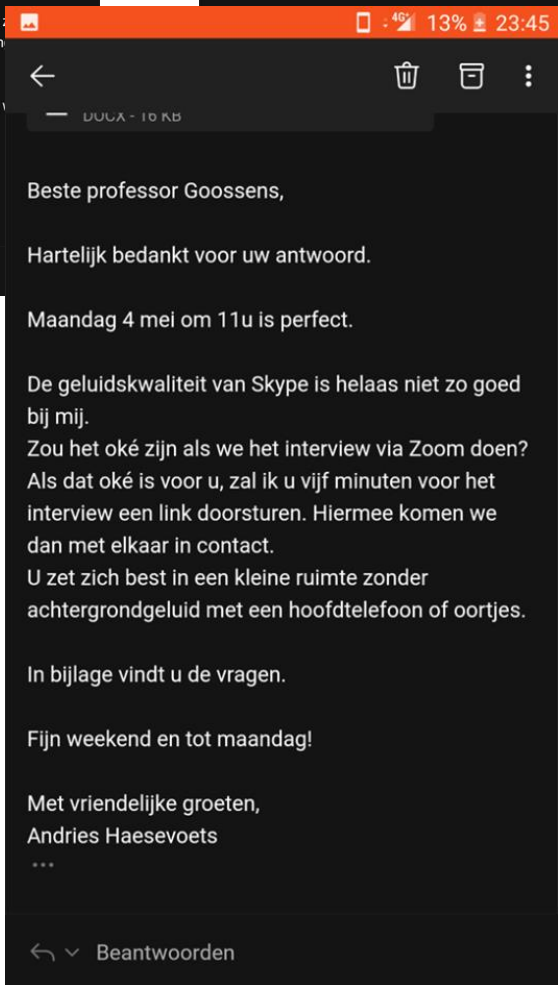 4G 13% 23:45
DOCX - 16 KB
Beste professor Goossens,
Hartelijk bedankt voor uw antwoord.
Maandag 4 mei om 11u is perfect.
De geluidskwaliteit van Skype is helaas niet zo goed
bij mij.
Zou het oké zijn als we het interview via Zoom doen?
Als dat oké is voor u, zal ik u vijf minuten voor het
interview een link doorsturen. Hiermee komen we
dan met elkaar in contact.
U zet zich best in een kleine ruimte zonder
achtergrondgeluid met een hoofdtelefoon of oortjes.
In bijlage vindt u de vragen.
Fijn weekend en tot maandag!
Met vriendelijke groeten,
Andries Haesevoets
Beantwoorden